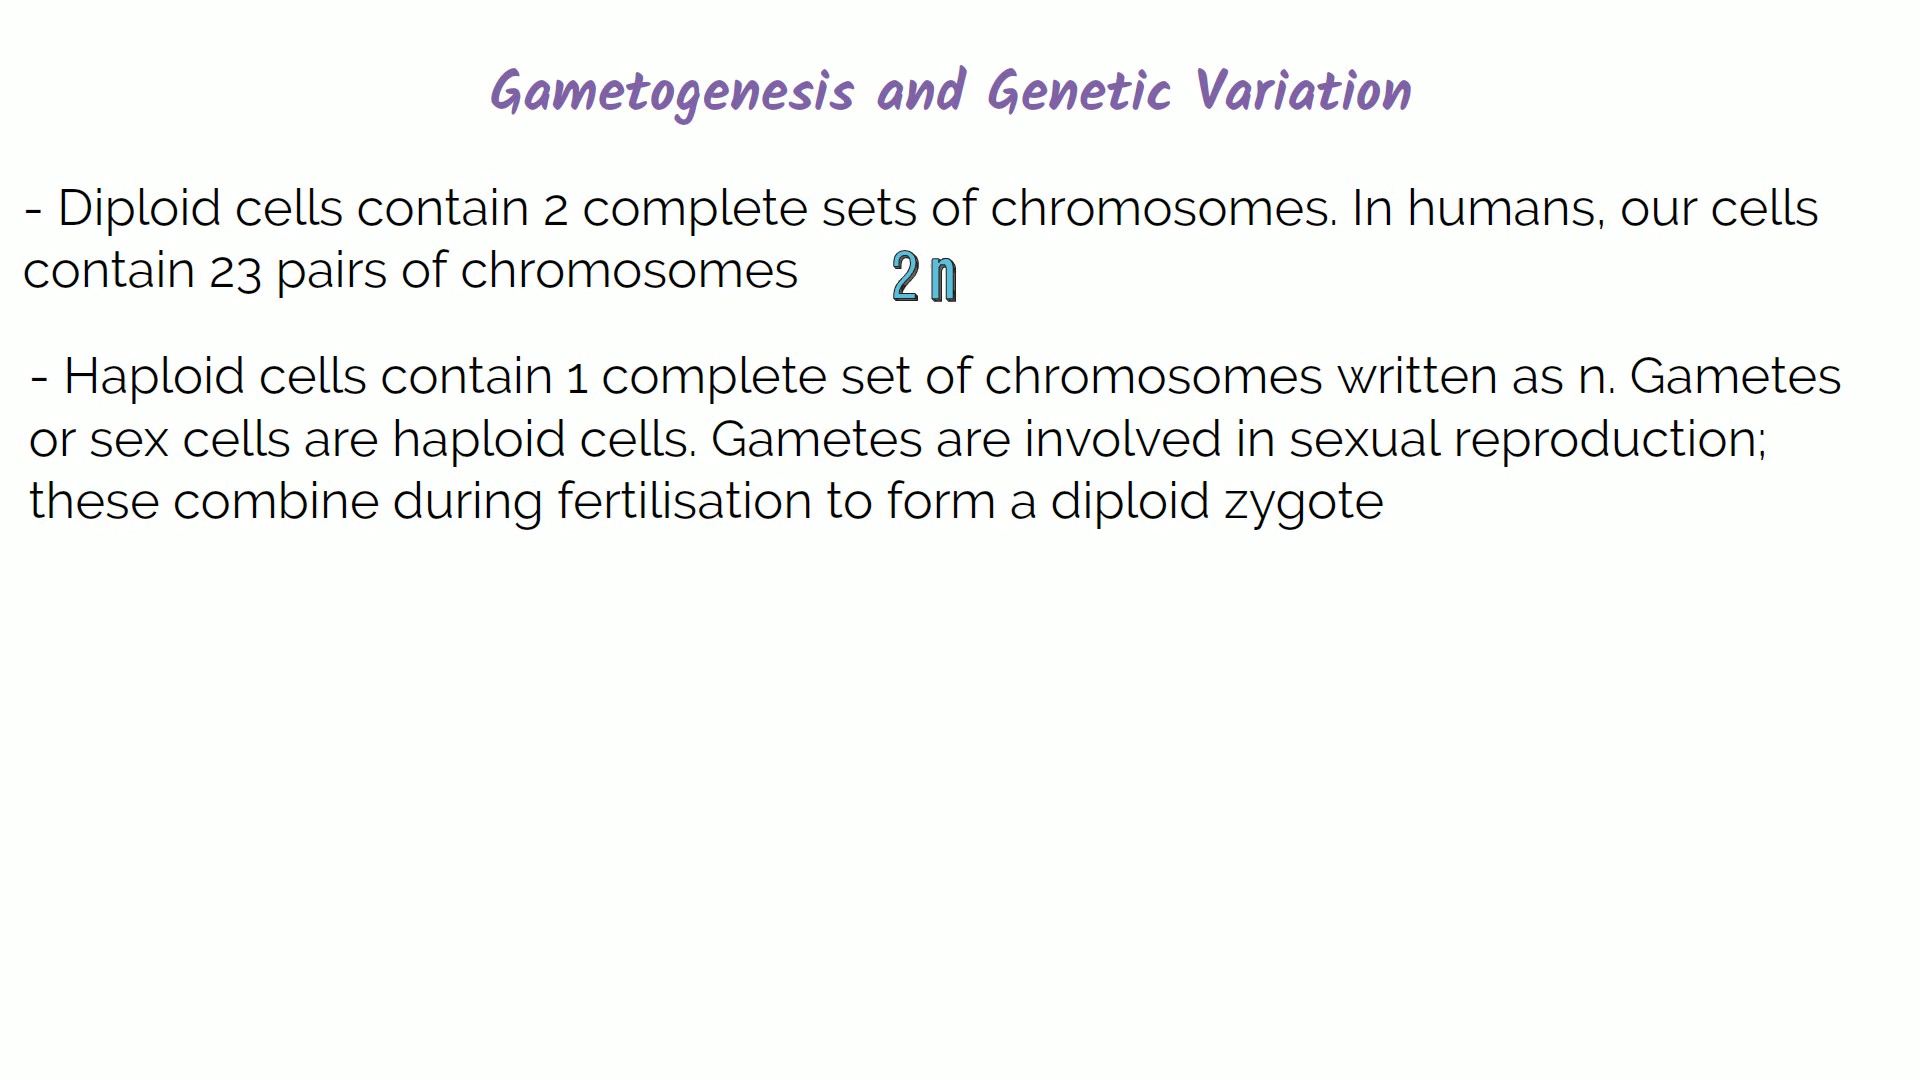 Gametogenesis and Genetic Variation
- Diploid cells contain 2 complete sets of chromosomes. In humans, our cells
contain 23 pairs of chromosomes 2n
- Haploid cells contain 1 complete set of chromosomes written as n. Gametes
or sex cells are haploid cells. Gametes are involved in sexual reproduction;
these combine during fertilisation to form a diploid zygote